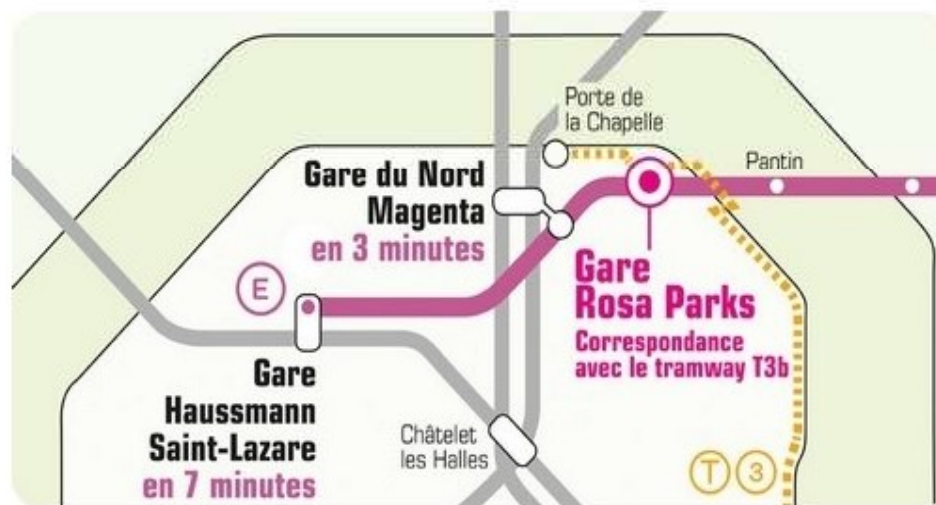 Porte de
la Chapelle
Gare du Nord
Magenta
en 3 minutes
Pantin
E
Gare
Rosa Parks
Correspondance
avec le tramway T3b
Gare
Haussmann
Saint-Lazare
en 7 minutes
Châtelet
les Halles
T 3